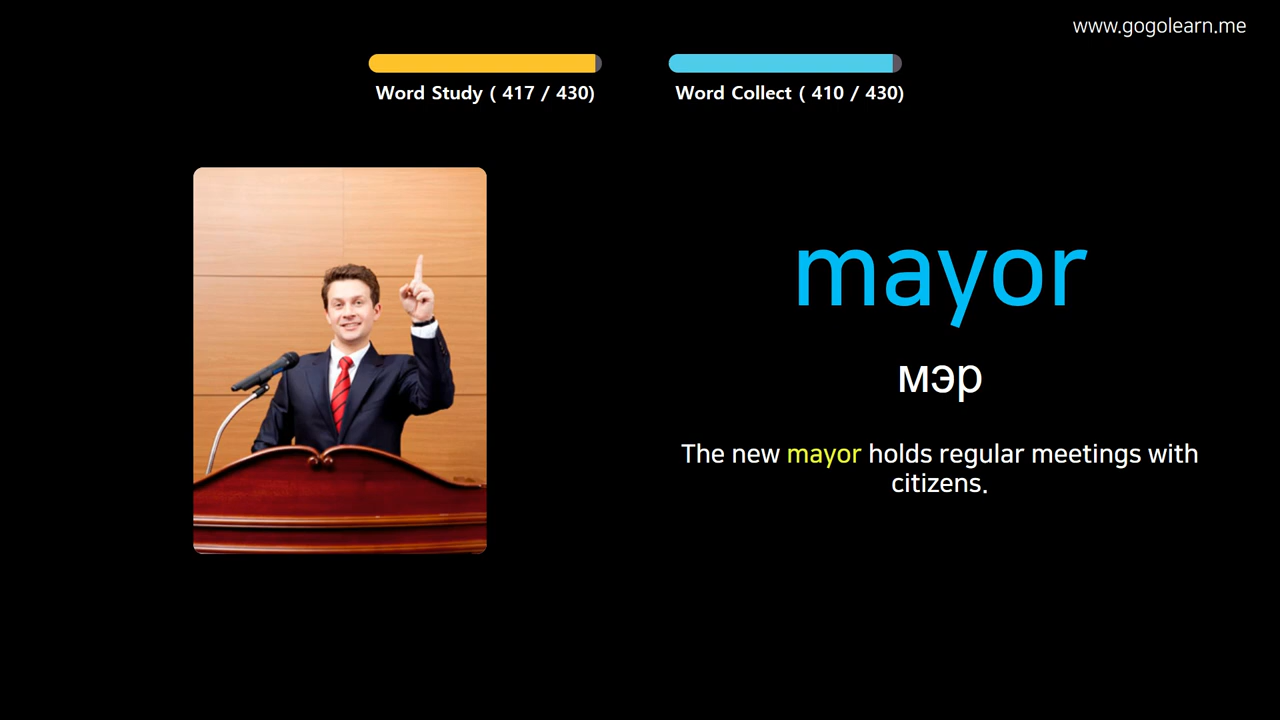 www.gogolearn.me
Word Study ( 417 / 430)
Word Collect ( 410 / 430)
mayor
мэр
The new mayor holds regular meetings with
citizens.